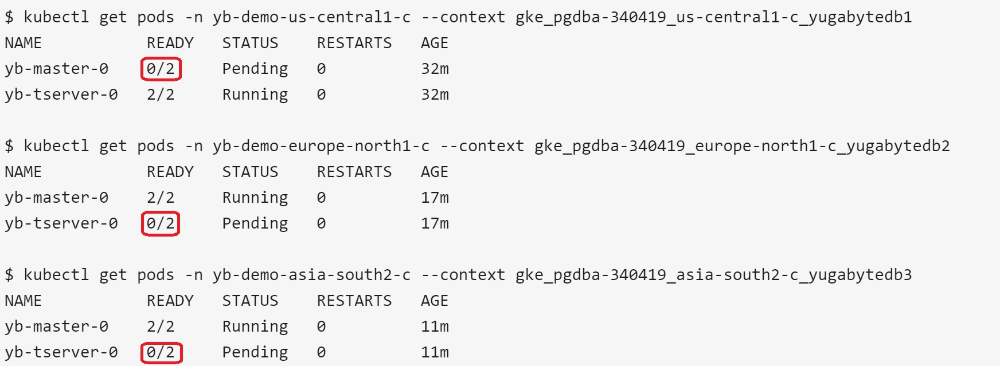 $ kubectl get pods -n yb-demo-us-central1-c --context gke_pgdba-340419_us-central1-c_yugabytedb1
NAME           READY   STATUS    RESTARTS   AGE
yb-master-0    0/2     Pending   0          32m
yb-tserver-0   2/2     Running   0          32m
$ kubectl get pods -n yb-demo-europe-north1-c --context gke_pgdba-340419_europe-north1-c_yugabytedb2
NAME           READY   STATUS    RESTARTS   AGE
yb-master-0    2/2     Running   0          17m
yb-tserver-0   0/2     Pending   0          17m
$ kubectl get pods -n yb-demo-asia-south2-c --context gke_pgdba-340419_asia-south2-c_yugabytedb3
NAME           READY   STATUS    RESTARTS   AGE
yb-master-0    2/2     Running   0          11m
yb-tserver-0   0/2     Pending   0          11m